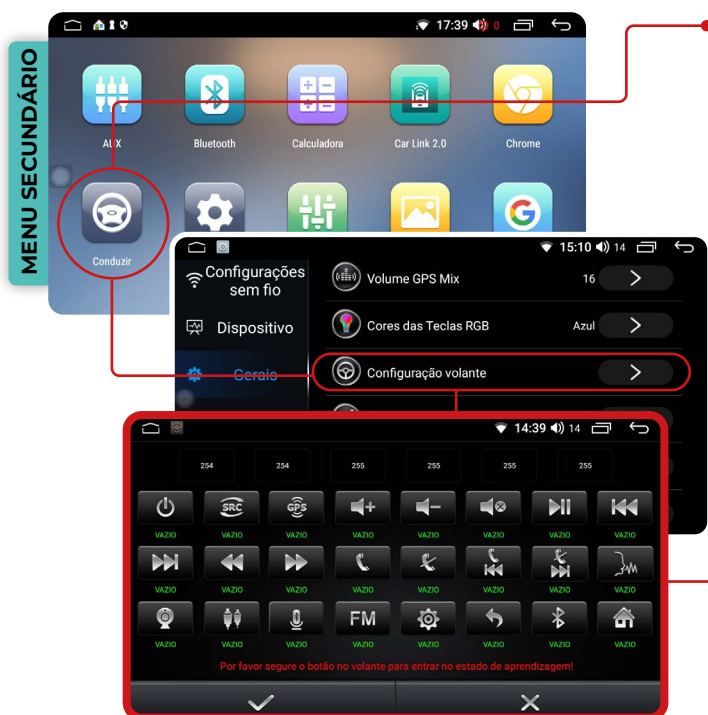 MENU SECUNDÁRIO
17:39 0
AUX
Bluetooth
Calculadora
Car Link 2.0
Chrome
Conduzir
G
15:10 14
Configurações
sem fio
Volume GPS Mix 16
Dispositivo
Cores das Teclas RGB Azul
Gerais
Configuração volante
14:39 14
254 254 255 255 255 255
SRC GPS
VAZIO VAZIO VAZIO VAZIO VAZIO VAZIO VAZIO VAZIO
VAZIO VAZIO VAZIO VAZIO VAZIO VAZIO VAZIO VAZIO
FM
VAZIO VAZIO VAZIO VAZIO VAZIO VAZIO VAZIO VAZIO
Por favor segure o botão no volante para entrar no estado de aprendizagem!